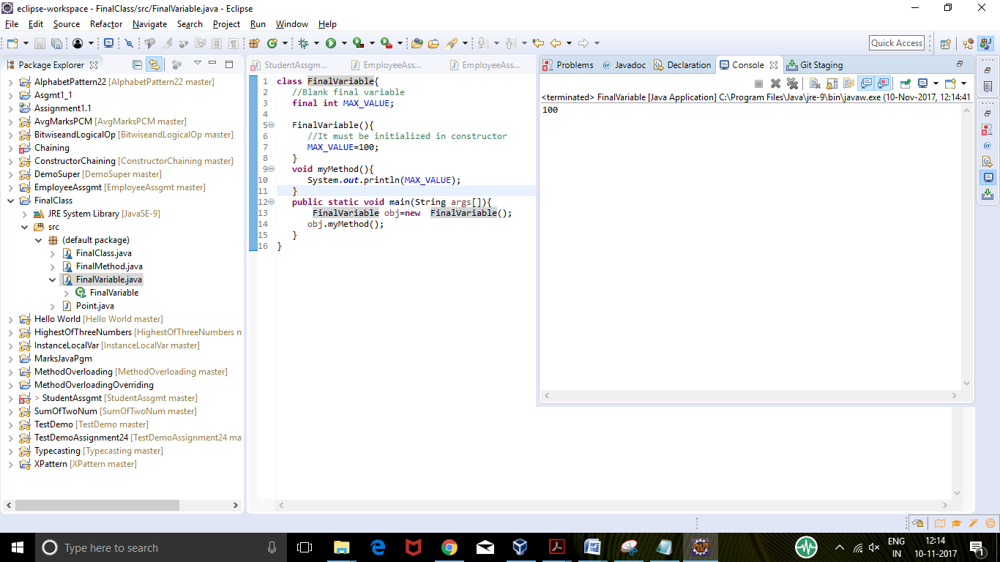 eclipse-workspace - FinalClass/src/FinalVariable.java - Eclipse
File Edit Source Refactor Navigate Search Project Run Window Help
Quick Access
Package Explorer
AlphabetPattern22 [AlphabetPattern22 master]
Asgmt1_1
Assignment1.1
AvgMarksPCM [AvgMarksPCM master]
BitwiseandLogicalOp [BitwiseandLogicalOp master]
Chaining
ConstructorChaining [ConstructorChaining master]
DemoSuper [DemoSuper master]
EmployeeAssgmt [EmployeeAssgmt master]
FinalClass
JRE System Library [JavaSE-9]
src
(default package)
FinalClass.java
FinalMethod.java
FinalVariable.java
FinalVariable
Point.java
Hello World [Hello World master]
HighestOfThreeNumbers [HighestOfThreeNumbers n
InstanceLocalVar [InstanceLocalVar master]
MarksJavaPgm
MethodOverloading [MethodOverloading master]
MethodOverloadingOverriding
> StudentAssgmt [StudentAssgmt master]
SumOfTwoNum [SumOfTwoNum master]
TestDemo [TestDemo master]
TestDemoAssignment24 [TestDemoAssignment24 ma
Typecasting [Typecasting master]
XPattern [XPattern master]
StudentAssgm... EmployeeAss... EmployeeAss...
1 class FinalVariable{
2 //Blank final variable
3 final int MAX_VALUE;
4
5 FinalVariable(){
6 //It must be initialized in constructor
7 MAX_VALUE=100;
8 }
9 void myMethod(){
10 System.out.println(MAX_VALUE);
11 }
12 public static void main(String args[]){
13 FinalVariable obj=new FinalVariable();
14 obj.myMethod();
15 }
16 }
Problems @ Javadoc Declaration Console Git Staging
<terminated> FinalVariable [Java Application] C:\Program Files\Java\jre-9\bin\javaw.exe (10-Nov-2017, 12:14:41
100
Type here to search
ENG
IN
12:14
10-11-2017
1